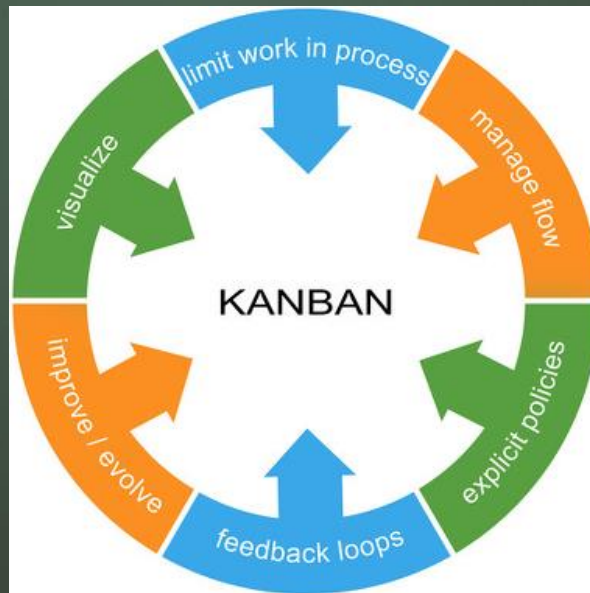 limit work in process
manage flow
visualize
KANBAN
improve / evolve
explicit policies
feedback loops